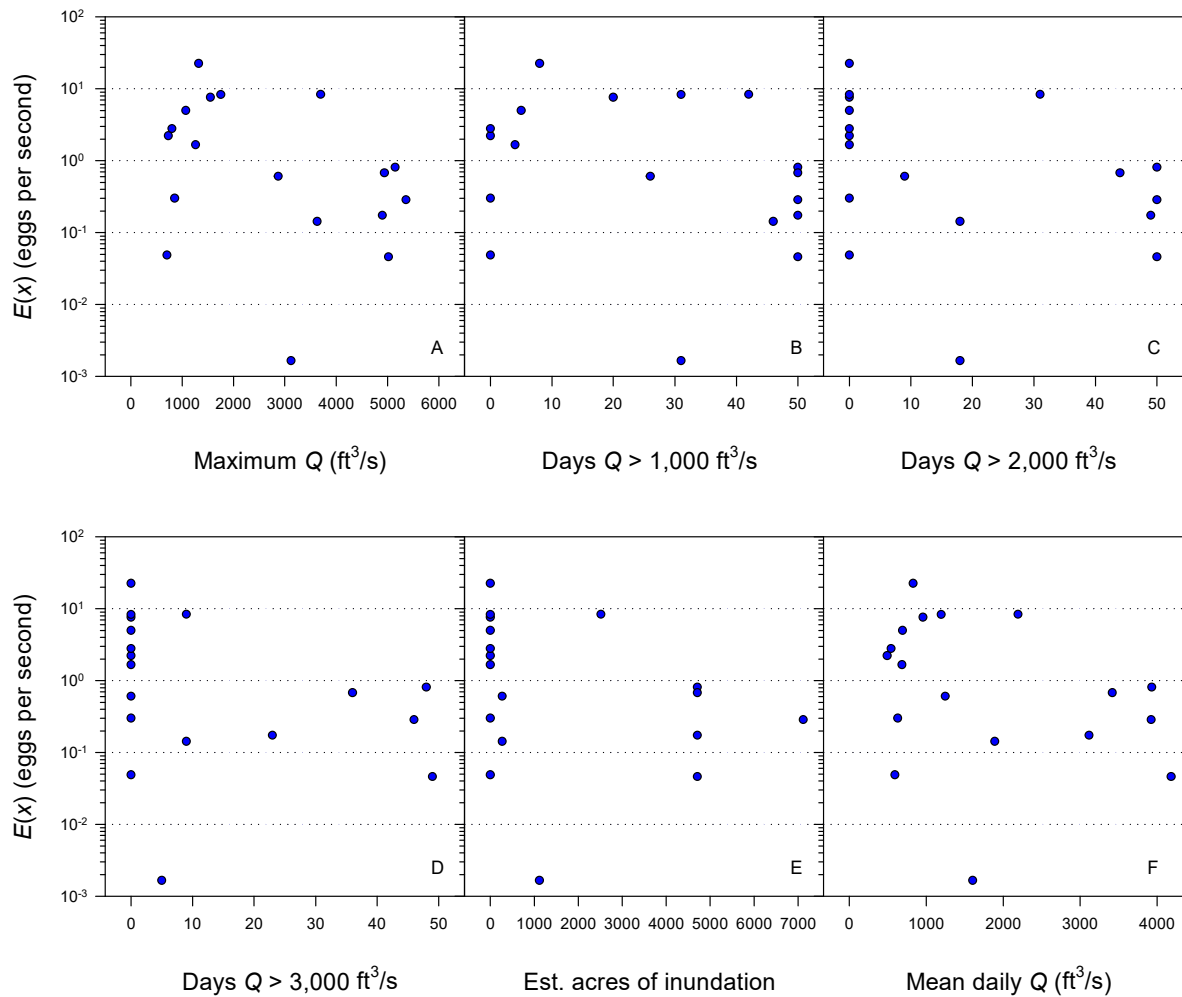 E(x) (eggs per second)
10²
10¹
10⁰
10⁻¹
10⁻²
10⁻³
A
B
C
0 1000 2000 3000 4000 5000 6000
0 10 20 30 40 50
0 10 20 30 40 50
Maximum Q (ft³/s)
Days Q > 1,000 ft³/s
Days Q > 2,000 ft³/s
E(x) (eggs per second)
10²
10¹
10⁰
10⁻¹
10⁻²
10⁻³
D
E
F
0 10 20 30 40 50
0 1000 2000 3000 4000 5000 6000 7000
0 1000 2000 3000 4000
Days Q > 3,000 ft³/s
Est. acres of inundation
Mean daily Q (ft³/s)